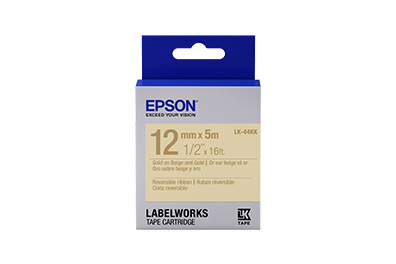 EPSON
EXCEED YOUR VISION
LK-44KK
12 mm x 5m
1/2" x 16ft.
Gold on Beige and Gold | Or sur beige et or
Oro sobre beige y oro
Reversible ribbon | Ruban réversible
Cinta reversible
LABELWORKS
TAPE CARTRIDGE
LK
TAPE